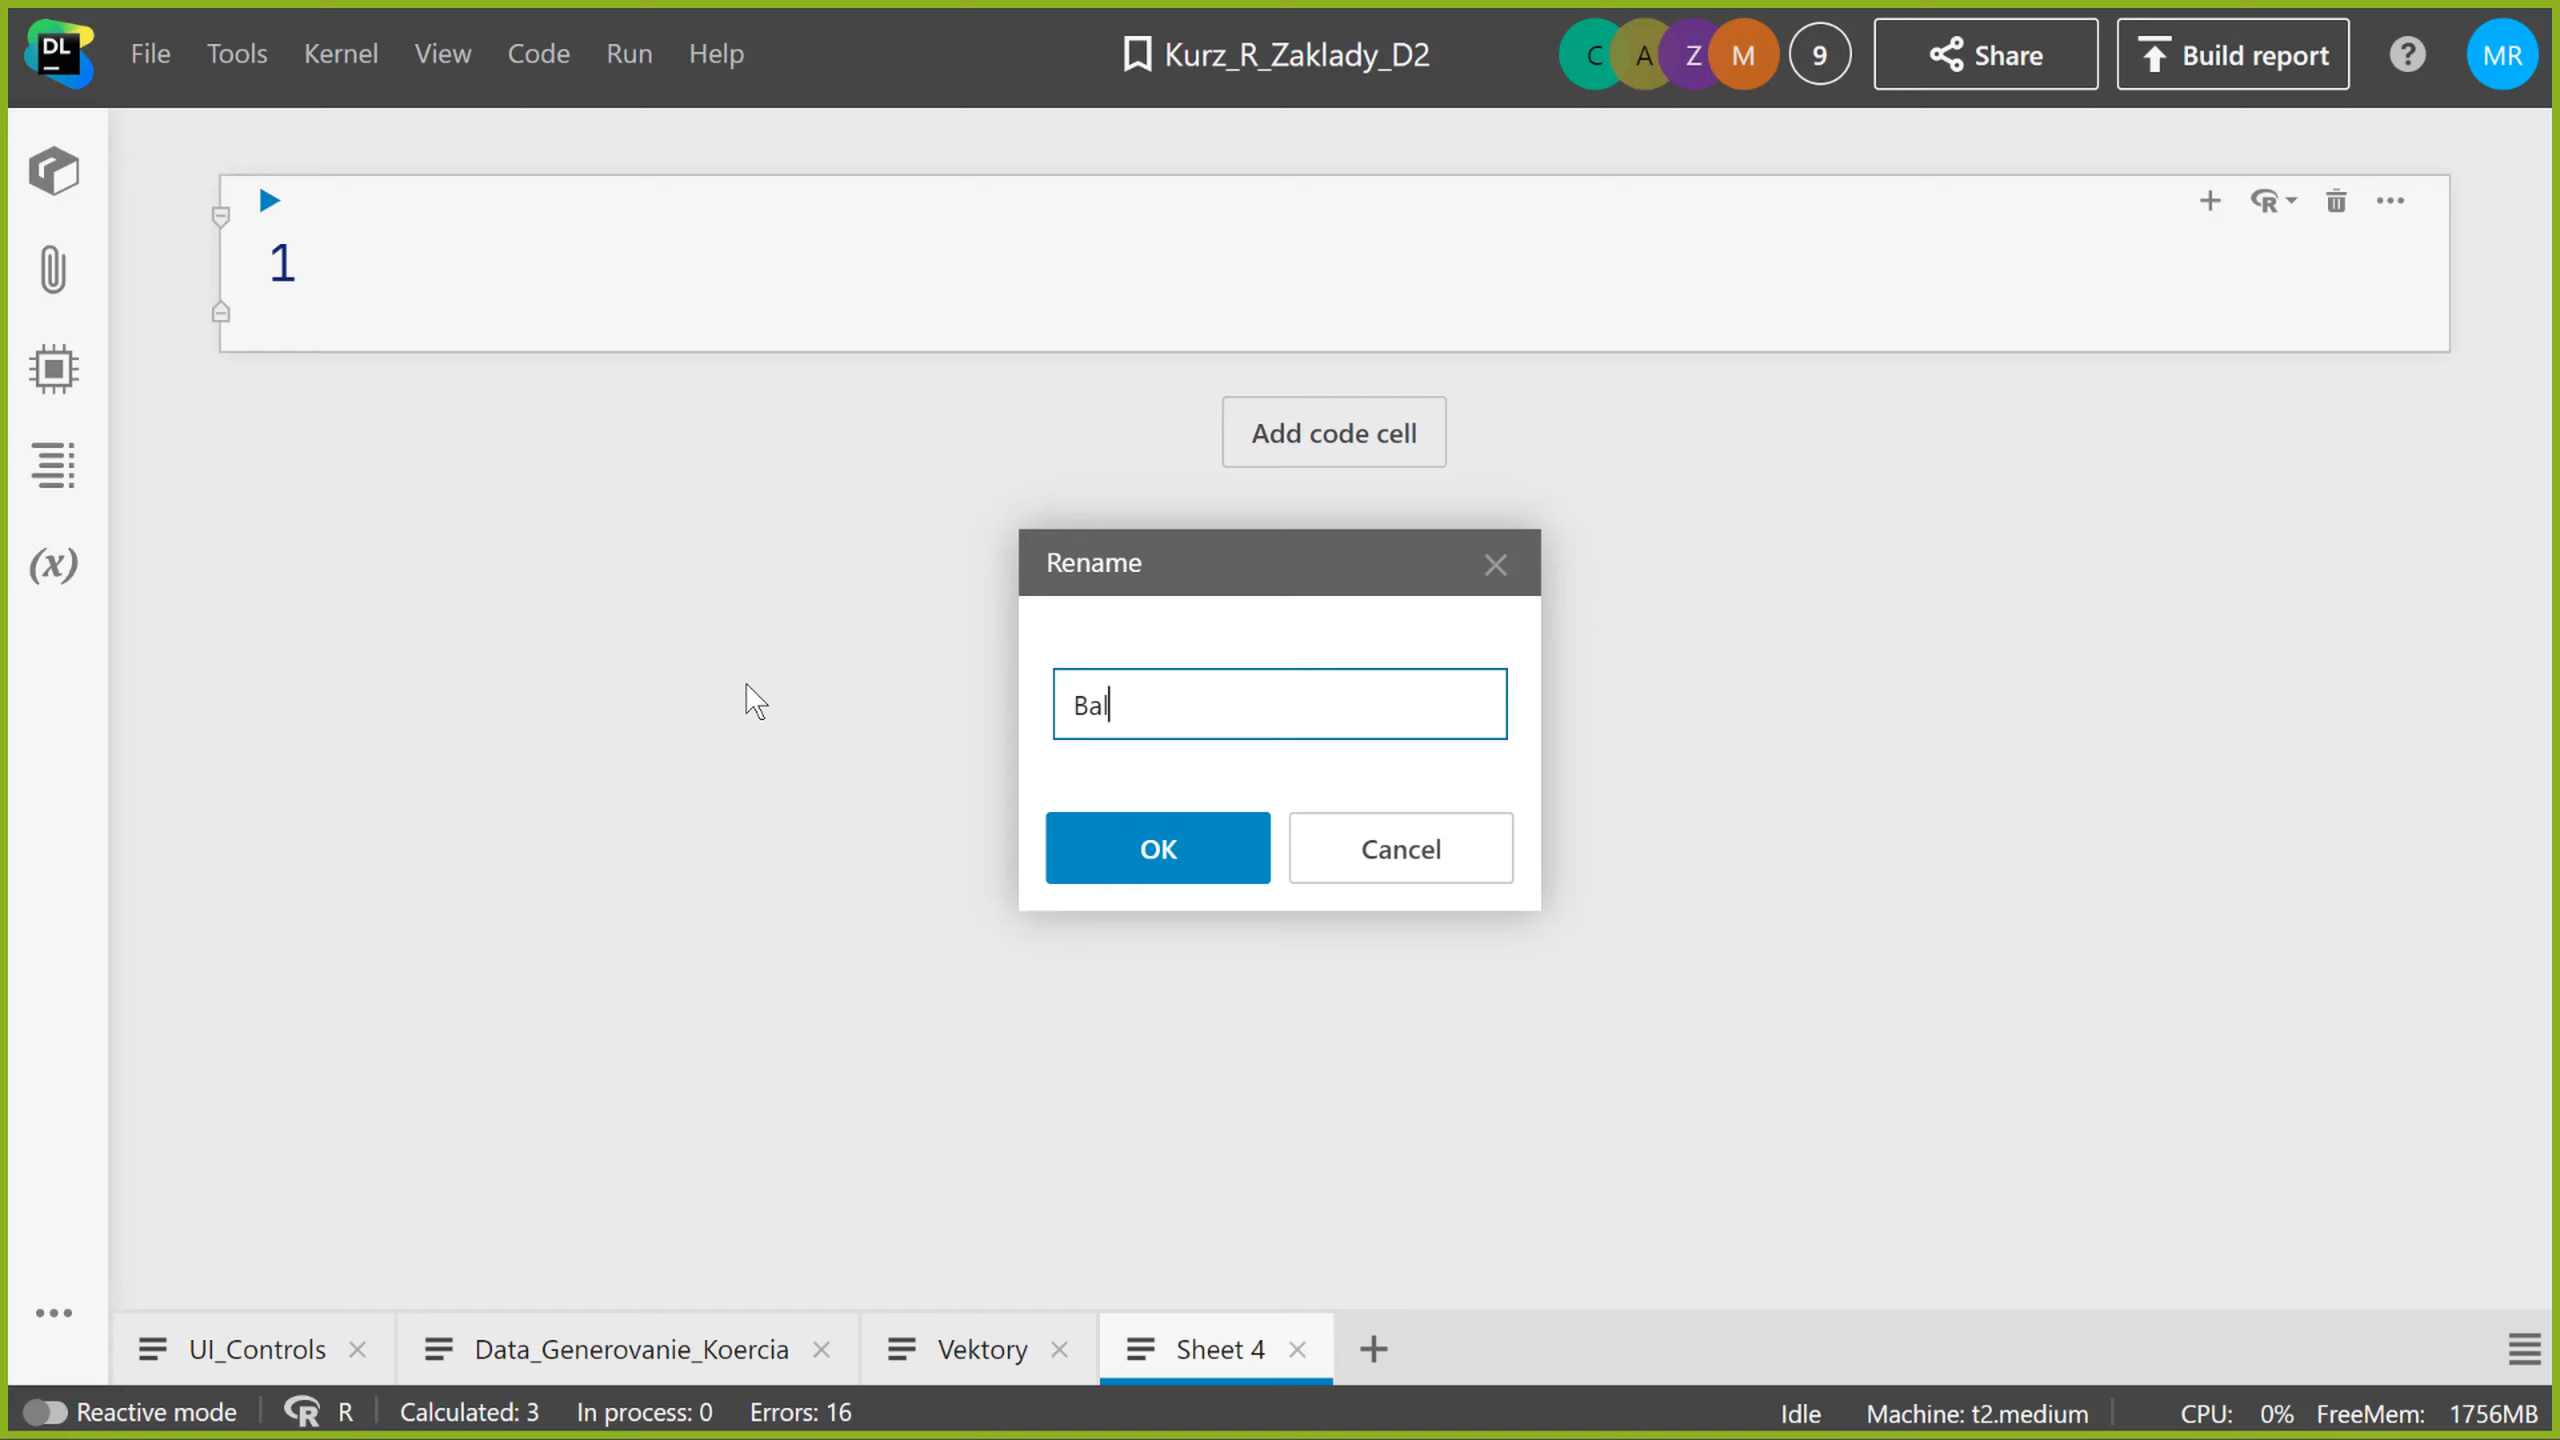 DL File Tools Kernel View Code Run Help Kurz_R_Zaklady_D2 C A Z M 9 Share Build report ? MR
R
1
Add code cell
Rename
Bal
OK Cancel
(x)
UI_Controls Data_Generovanie_Koercia Vektory Sheet 4
Reactive mode R R Calculated: 3 In process: 0 Errors: 16 Idle Machine: t2.medium CPU: 0% FreeMem: 1756MB